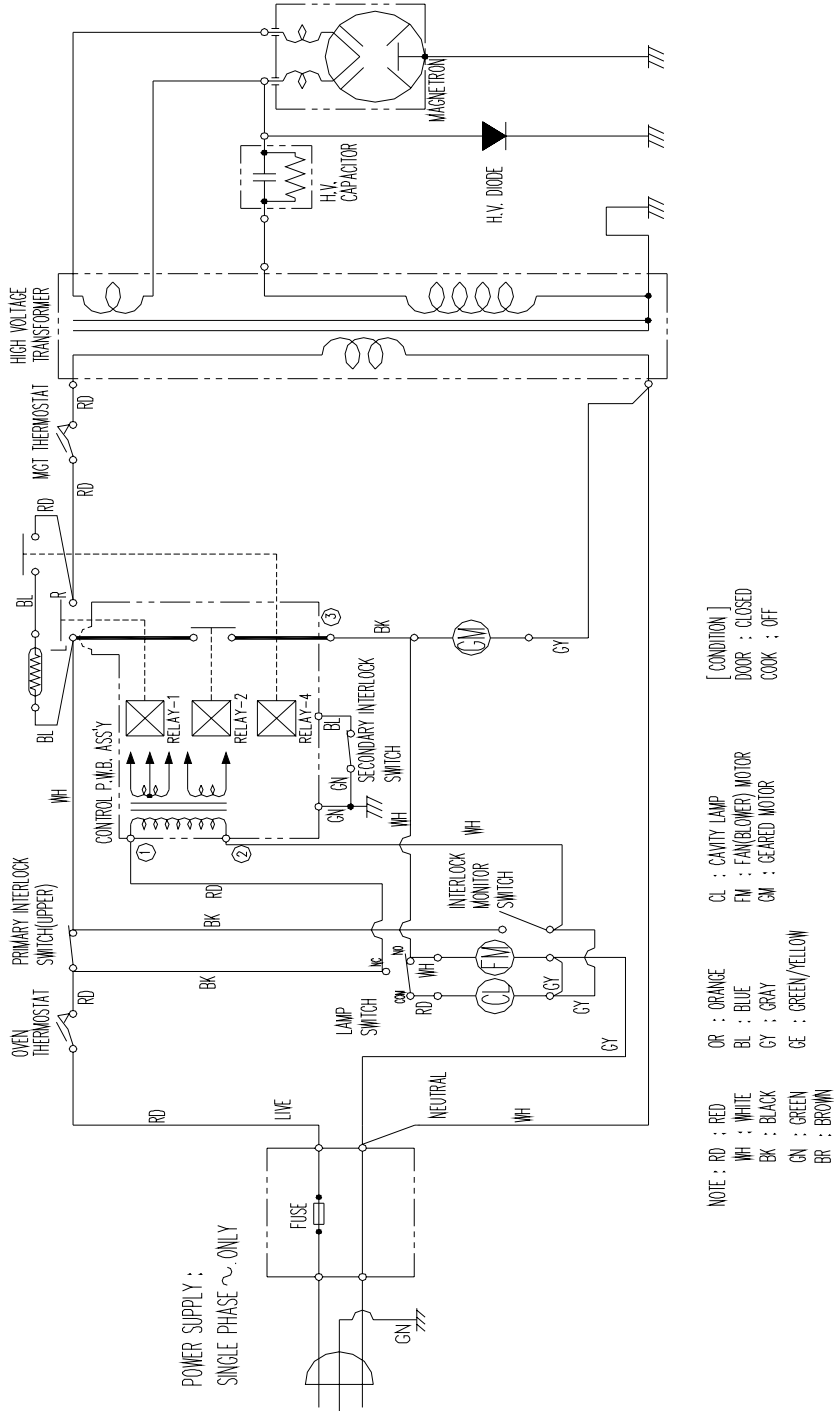 POWER SUPPLY :
SINGLE PHASE ～ ONLY
GN
FUSE
LIVE
NEUTRAL
RD
WH
GY
OVEN
THERMOSTAT
RD
PRIMARY INTERLOCK
SWITCH(UPPER)
BK
BK
LAMP
SWITCH
NC
COM
NO
RD
WH
CL
FM
GY
GY
INTERLOCK
MONITOR
SWITCH
RD
WH
WH
WH
CONTROL P.W.B. ASS'Y
1
2
3
RELAY-1
RELAY-2
RELAY-4
GN
GN
BL
SECONDARY INTERLOCK
SWITCH
BL
BL
L
R
RD
BK
GM
GY
RD
MGT THERMOSTAT
RD
HIGH VOLTAGE
TRANSFORMER
H.V.
CAPACITOR
H.V. DIODE
MAGNETRON
NOTE : RD : RED
WH : WHITE
BK : BLACK
GN : GREEN
BR : BROWN
OR : ORANGE
BL : BLUE
GY : GRAY
GE : GREEN/YELLOW
CL : CAVITY LAMP
FM : FAN(BLOWER) MOTOR
GM : GEARED MOTOR
[CONDITION]
DOOR : CLOSED
COOK : OFF